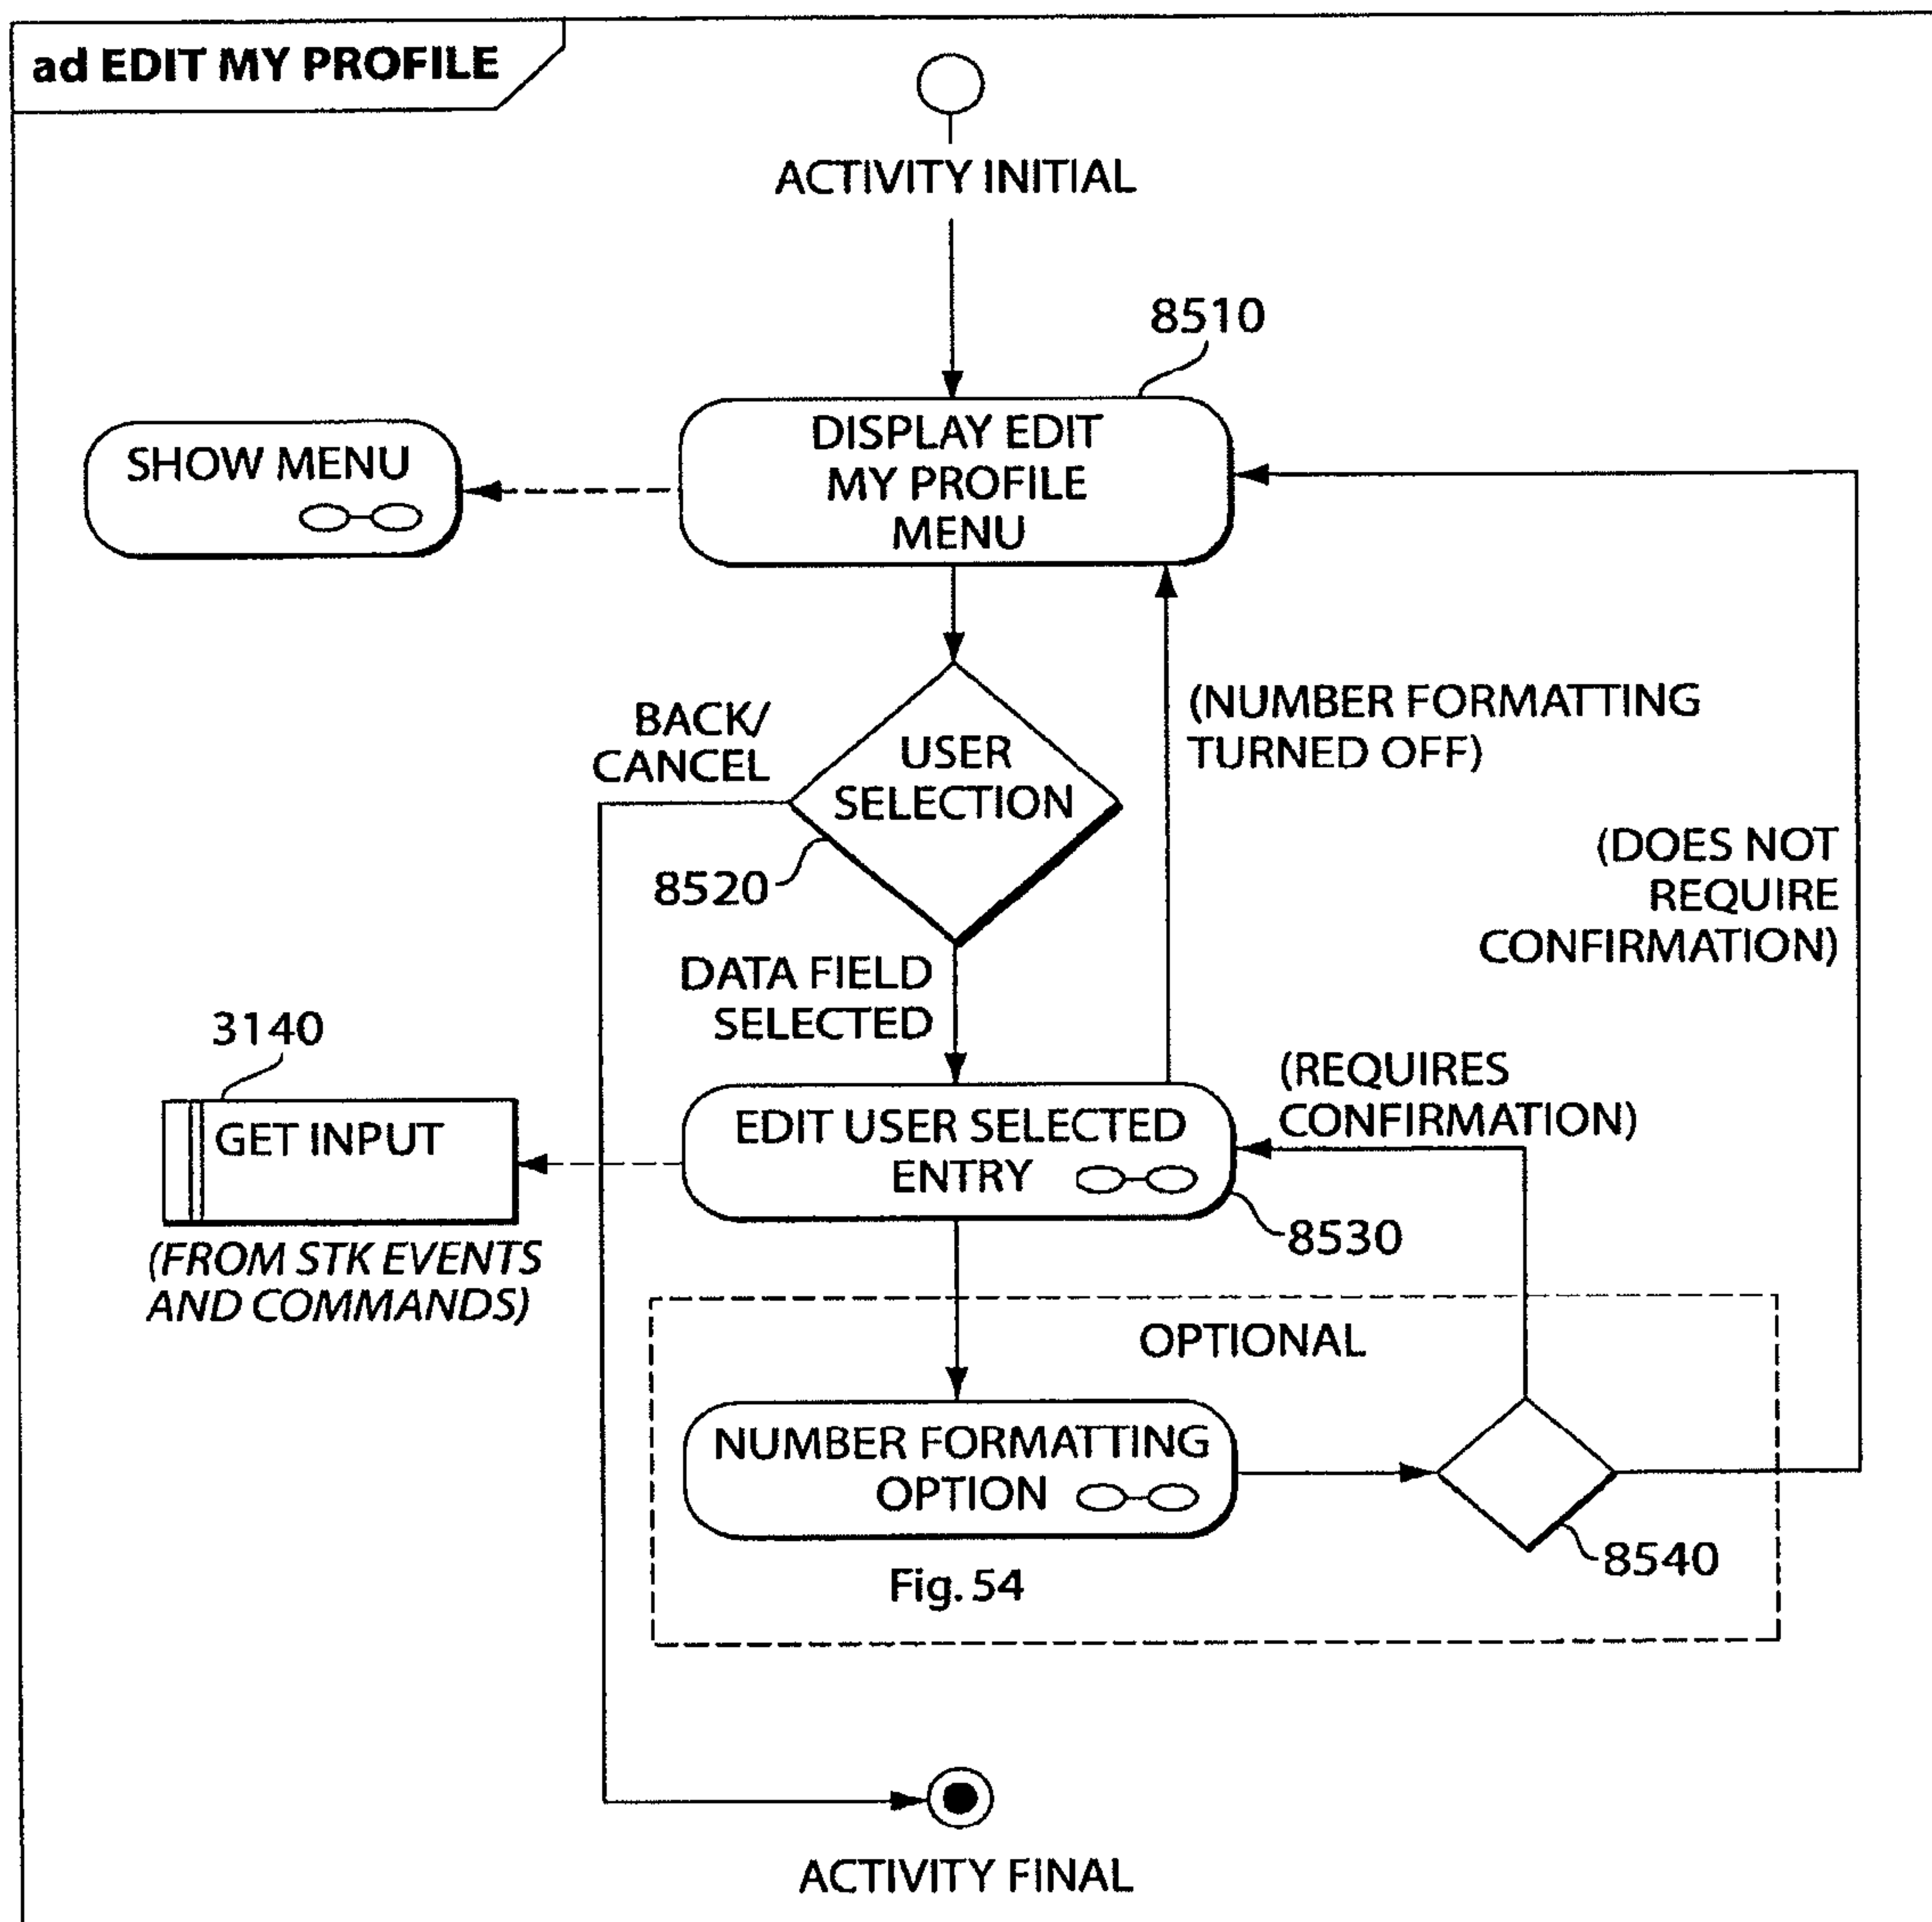 ad EDIT MY PROFILE
ACTIVITY INITIAL
8510
DISPLAY EDIT
MY PROFILE
MENU
SHOW MENU
BACK/
CANCEL
USER
SELECTION
(NUMBER FORMATTING
TURNED OFF)
8520
(DOES NOT
REQUIRE
CONFIRMATION)
DATA FIELD
SELECTED
3140
GET INPUT
(FROM STK EVENTS
AND COMMANDS)
(REQUIRES
CONFIRMATION)
EDIT USER SELECTED
ENTRY
8530
OPTIONAL
NUMBER FORMATTING
OPTION
Fig. 54
8540
ACTIVITY FINAL